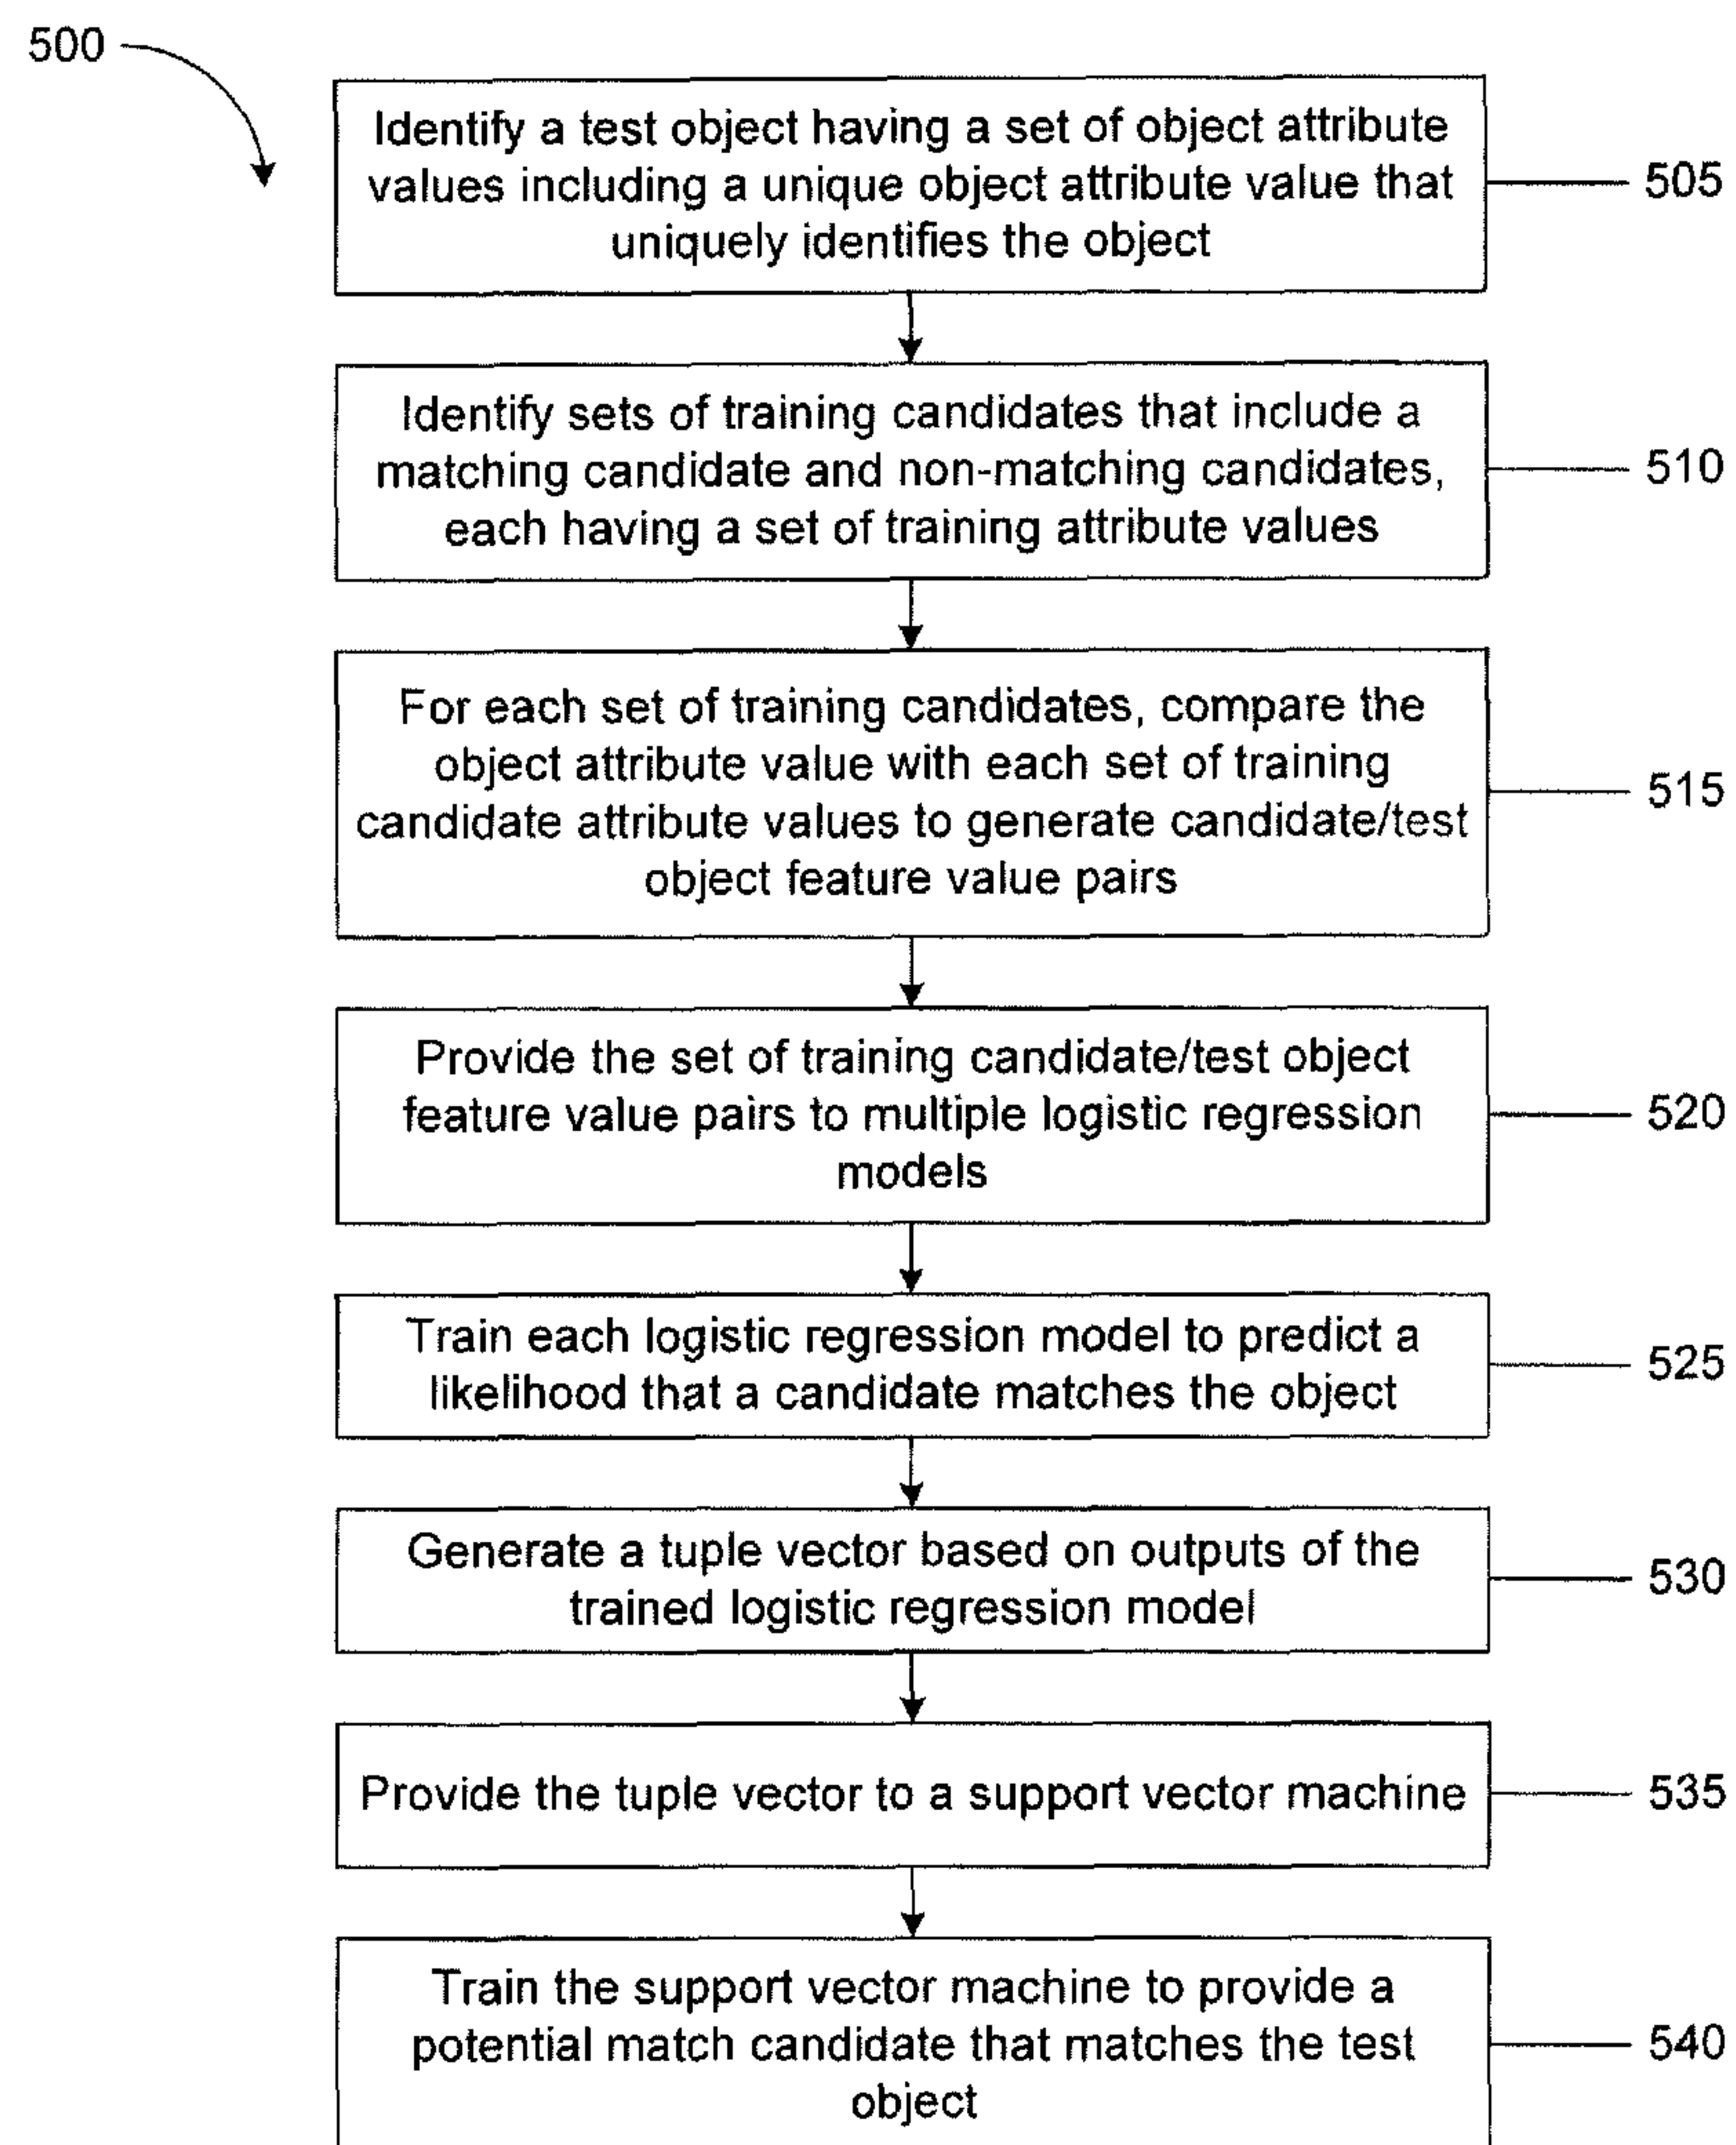 500
Identify a test object having a set of object attribute
values including a unique object attribute value that
uniquely identifies the object
505
Identify sets of training candidates that include a
matching candidate and non-matching candidates,
each having a set of training attribute values
510
For each set of training candidates, compare the
object attribute value with each set of training
candidate attribute values to generate candidate/test
object feature value pairs
515
Provide the set of training candidate/test object
feature value pairs to multiple logistic regression
models
520
Train each logistic regression model to predict a
likelihood that a candidate matches the object
525
Generate a tuple vector based on outputs of the
trained logistic regression model
530
Provide the tuple vector to a support vector machine
535
Train the support vector machine to provide a
potential match candidate that matches the test
object
540